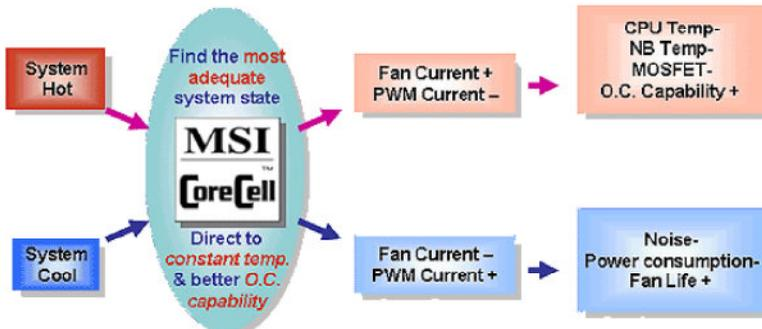 System
Hot
Find the most
adequate
system state
MSI
CoreCell™
Direct to
constant temp.
& better O.C.
capability
System
Cool
Fan Current +
PWM Current –
CPU Temp-
NB Temp-
MOSFET-
O.C. Capability +
Fan Current –
PWM Current +
Noise-
Power consumption-
Fan Life +